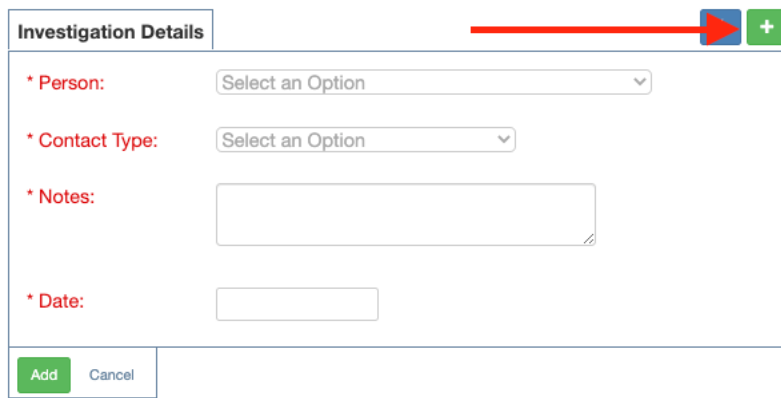 Investigation Details
+
* Person: Select an Option
* Contact Type: Select an Option
* Notes:
* Date:
Add Cancel